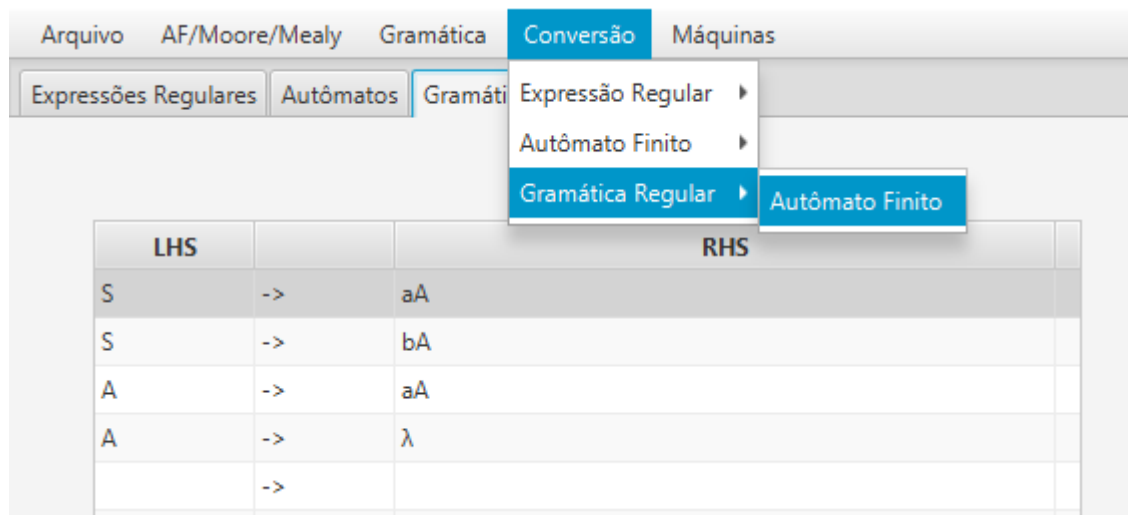 Arquivo AF/Moore/Mealy Gramática Conversão Máquinas
Expressões Regulares Autômatos Gramáti
Expressão Regular
Autômato Finito
Gramática Regular
Autômato Finito
LHS RHS
S -> aA
S -> bA
A -> aA
A -> λ
->